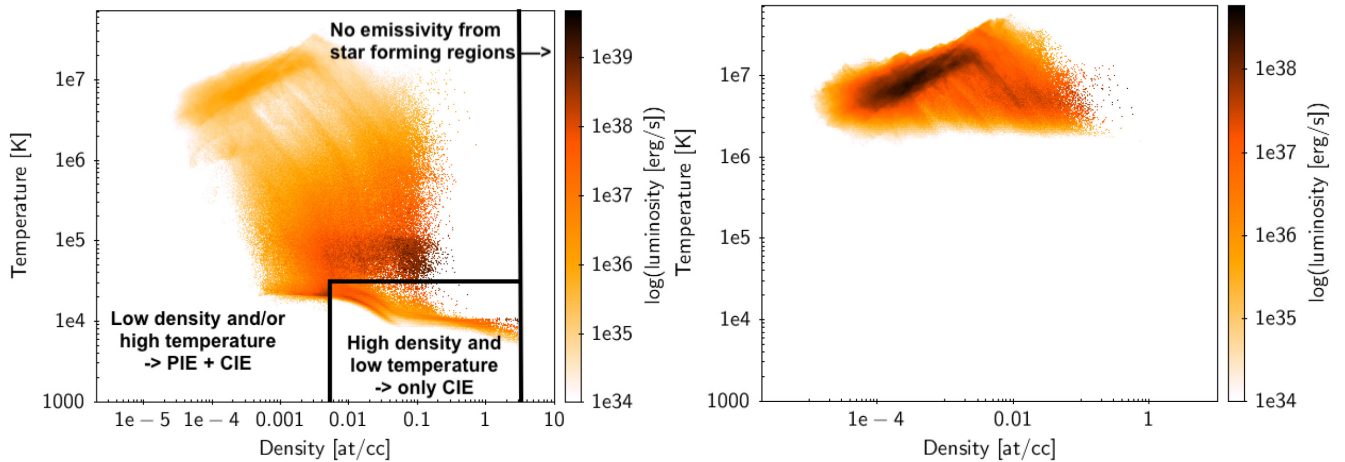 No emissivity from
star forming regions —>
1e7
1e6
1e5
1e4
1000
Temperature [K]
Low density and/or
high temperature
-> PIE + CIE
High density and
low temperature
-> only CIE
1e − 5
1e − 4
0.001
0.01
0.1
1
10
Density [at/cc]
1e39
1e38
1e37
1e36
1e35
1e34
log(luminosity [erg/s])
1e7
1e6
1e5
1e4
1000
Temperature [K]
1e − 4
0.01
1
Density [at/cc]
1e38
1e37
1e36
1e35
1e34
log(luminosity [erg/s])